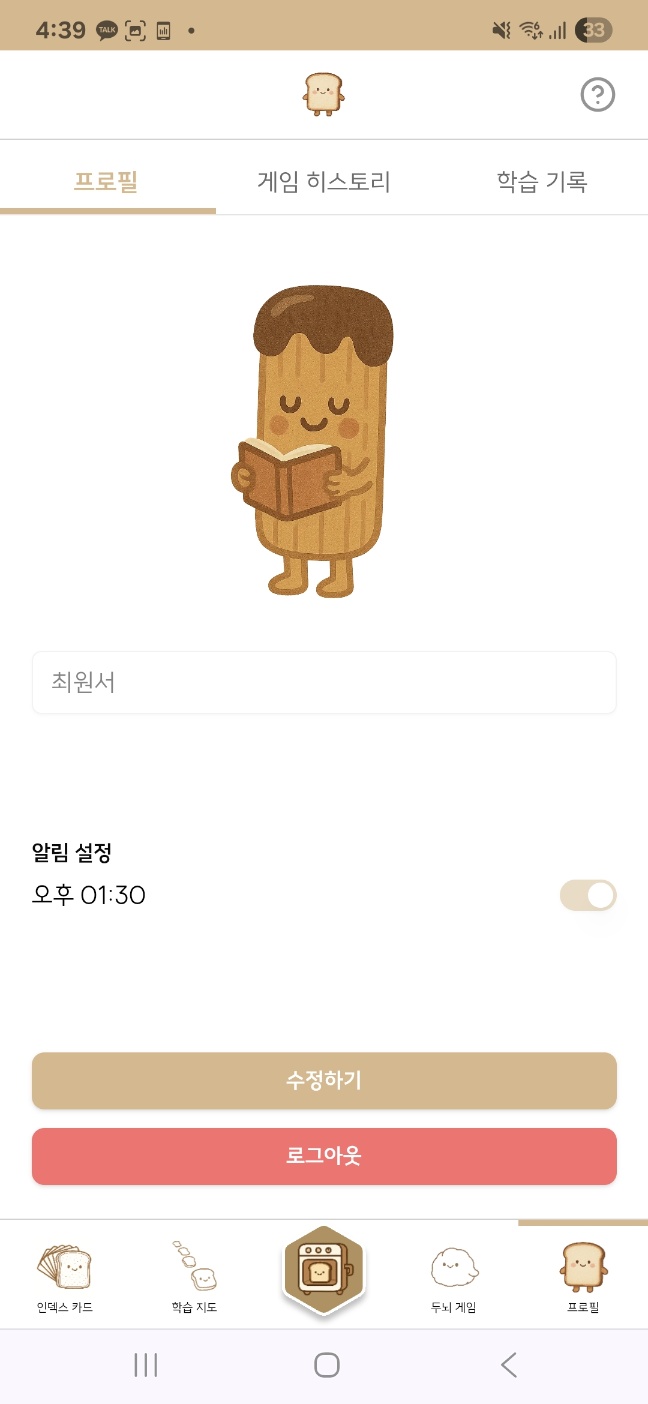 4:39
TALK
33
프로필
게임 히스토리
학습 기록
최원서
알림 설정
오후 01:30
수정하기
로그아웃
인덱스 카드
학습 지도
두뇌 게임
프로필